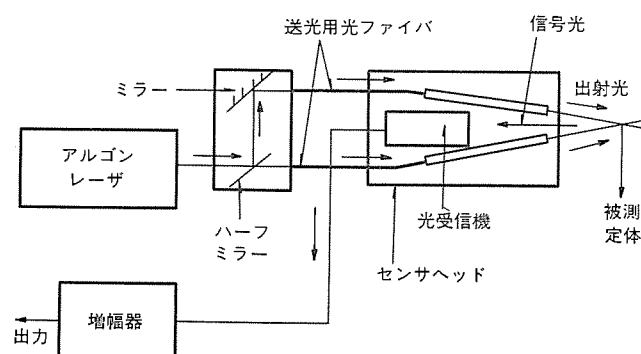 送光用光ファイバ
信号光
ミラー
出射光
アルゴン
レーザ
ハーフ
ミラー
光受信機
センサヘッド
被測
定体
増幅器
出力